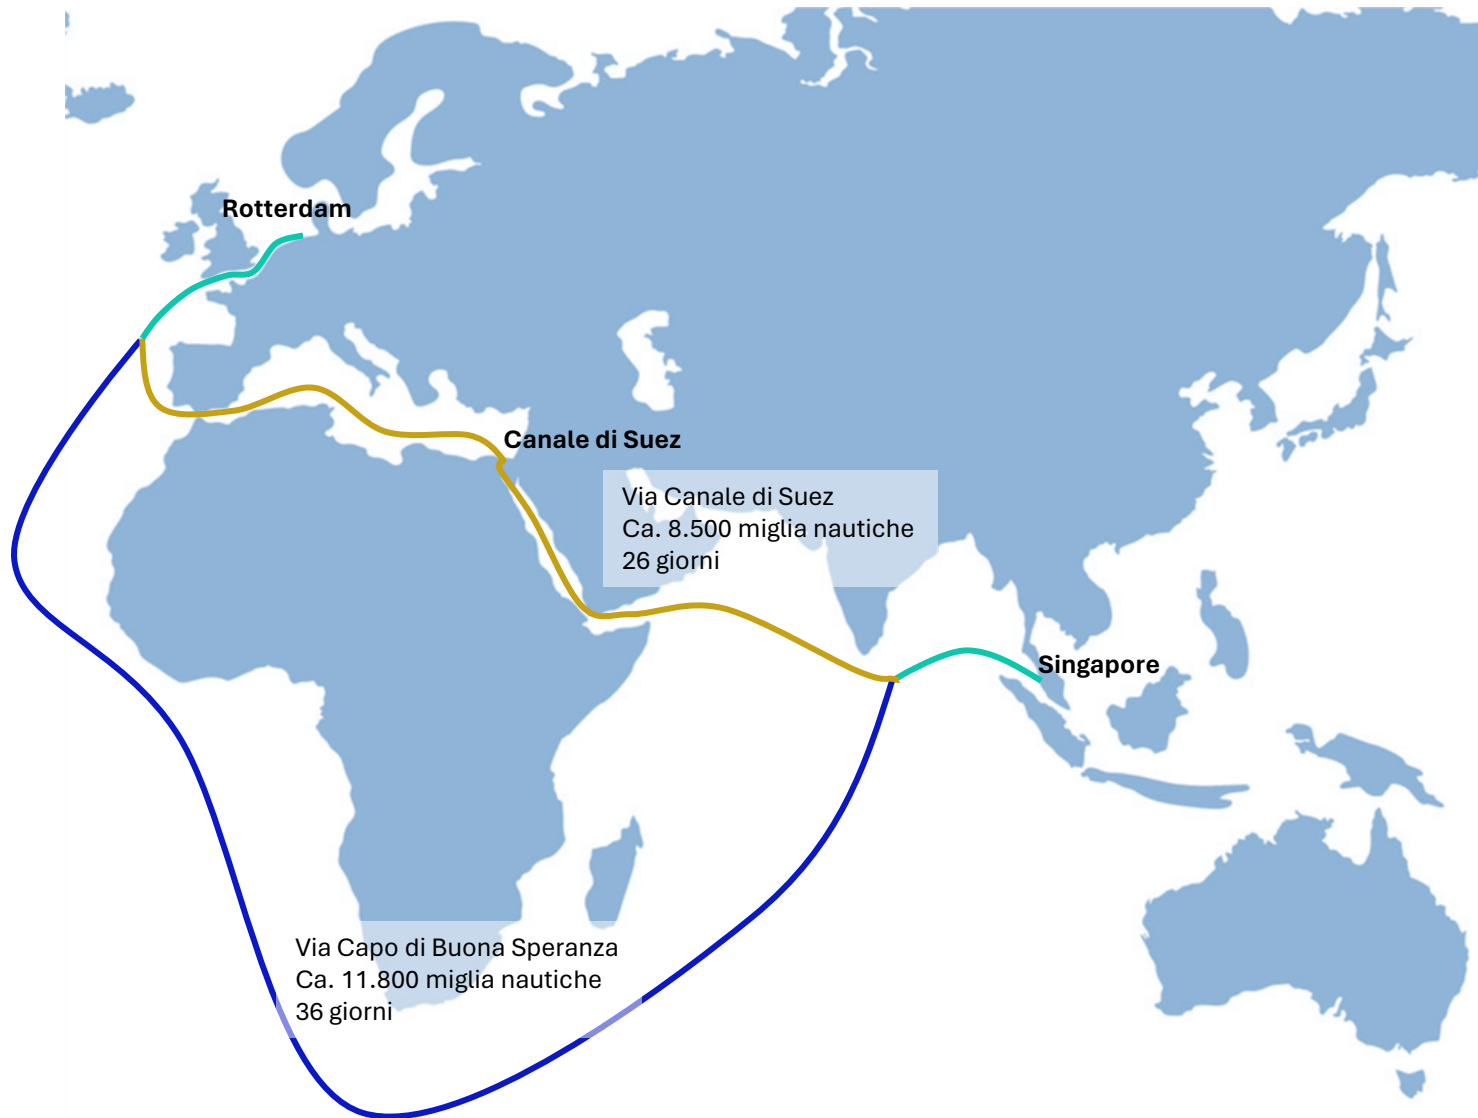 Rotterdam
Canale di Suez
Via Canale di Suez
Ca. 8.500 miglia nautiche
26 giorni
Singapore
Via Capo di Buona Speranza
Ca. 11.800 miglia nautiche
36 giorni